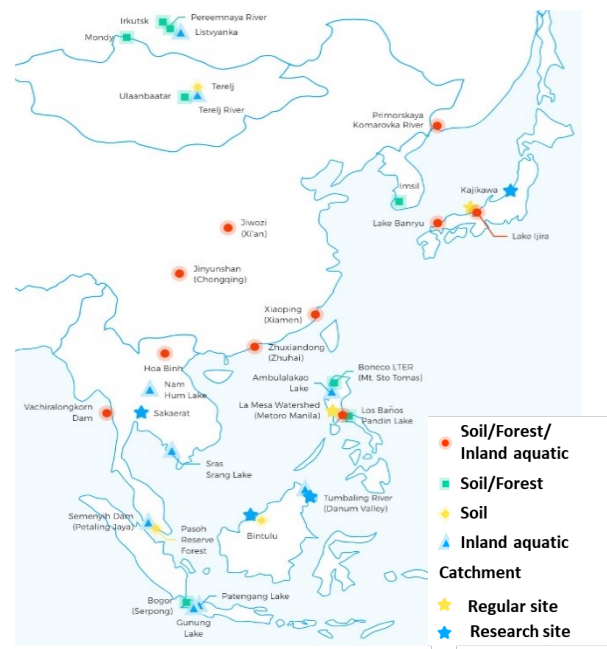 Irkutsk
Pereemnaya River
Listvyanka
Mondy
Terelj
Ulaanbaatar
Terelj River
Primorskaya
Komarovka River
Imsil
Kajikawa
Lake Banryu
Lake Ijira
Jiwozi
(Xi'an)
Jinyunshan
(Chongqing)
Xiaoping
(Xiamen)
Zhuxiandong
(Zhuhai)
Hoa Binh
Nam
Hum Lake
Vachiralongkorn
Dam
Sakaerat
Sras
Srang Lake
Boneco LTER
(Mt. Sto Tomas)
Ambulalakao
Lake
La Mesa Watershed
(Metoro Manila)
Los Baños
Pandin Lake
Tumbaling River
(Danum Valley)
Bintulu
Semenyih Dam
(Petaling Jaya)
Pasoh
Reserve
Forest
Bogor
(Serpong)
Patengang Lake
Gunung
Lake
Soil/Forest/
Inland aquatic
Soil/Forest
Soil
Inland aquatic
Catchment
Regular site
Research site